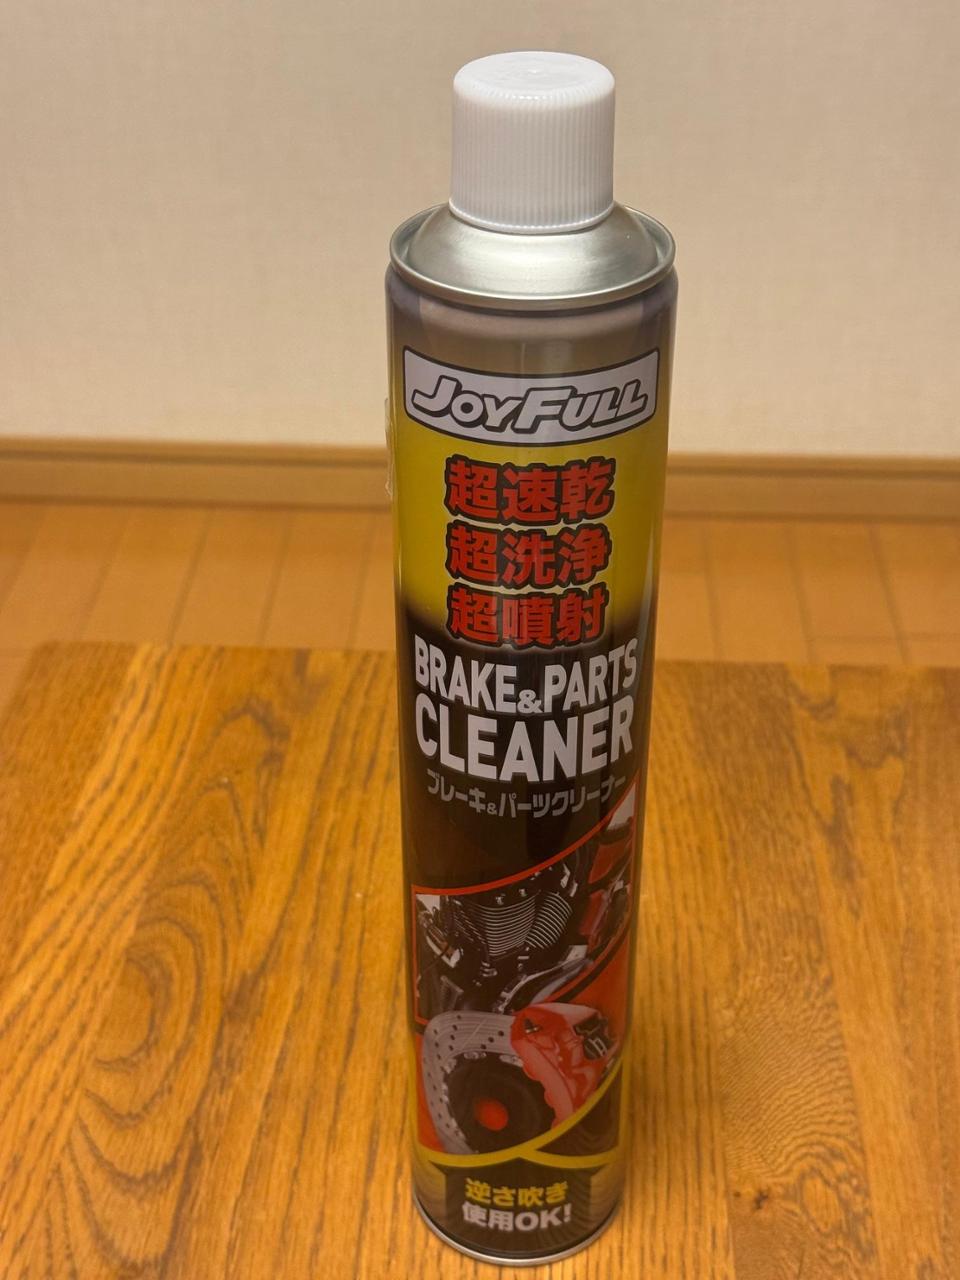 JOYFULL
超速乾
超洗浄
超噴射
BRAKE&PARTS
CLEANER
ブレーキ&パーツクリーナー
逆さ吹き
使用OK!